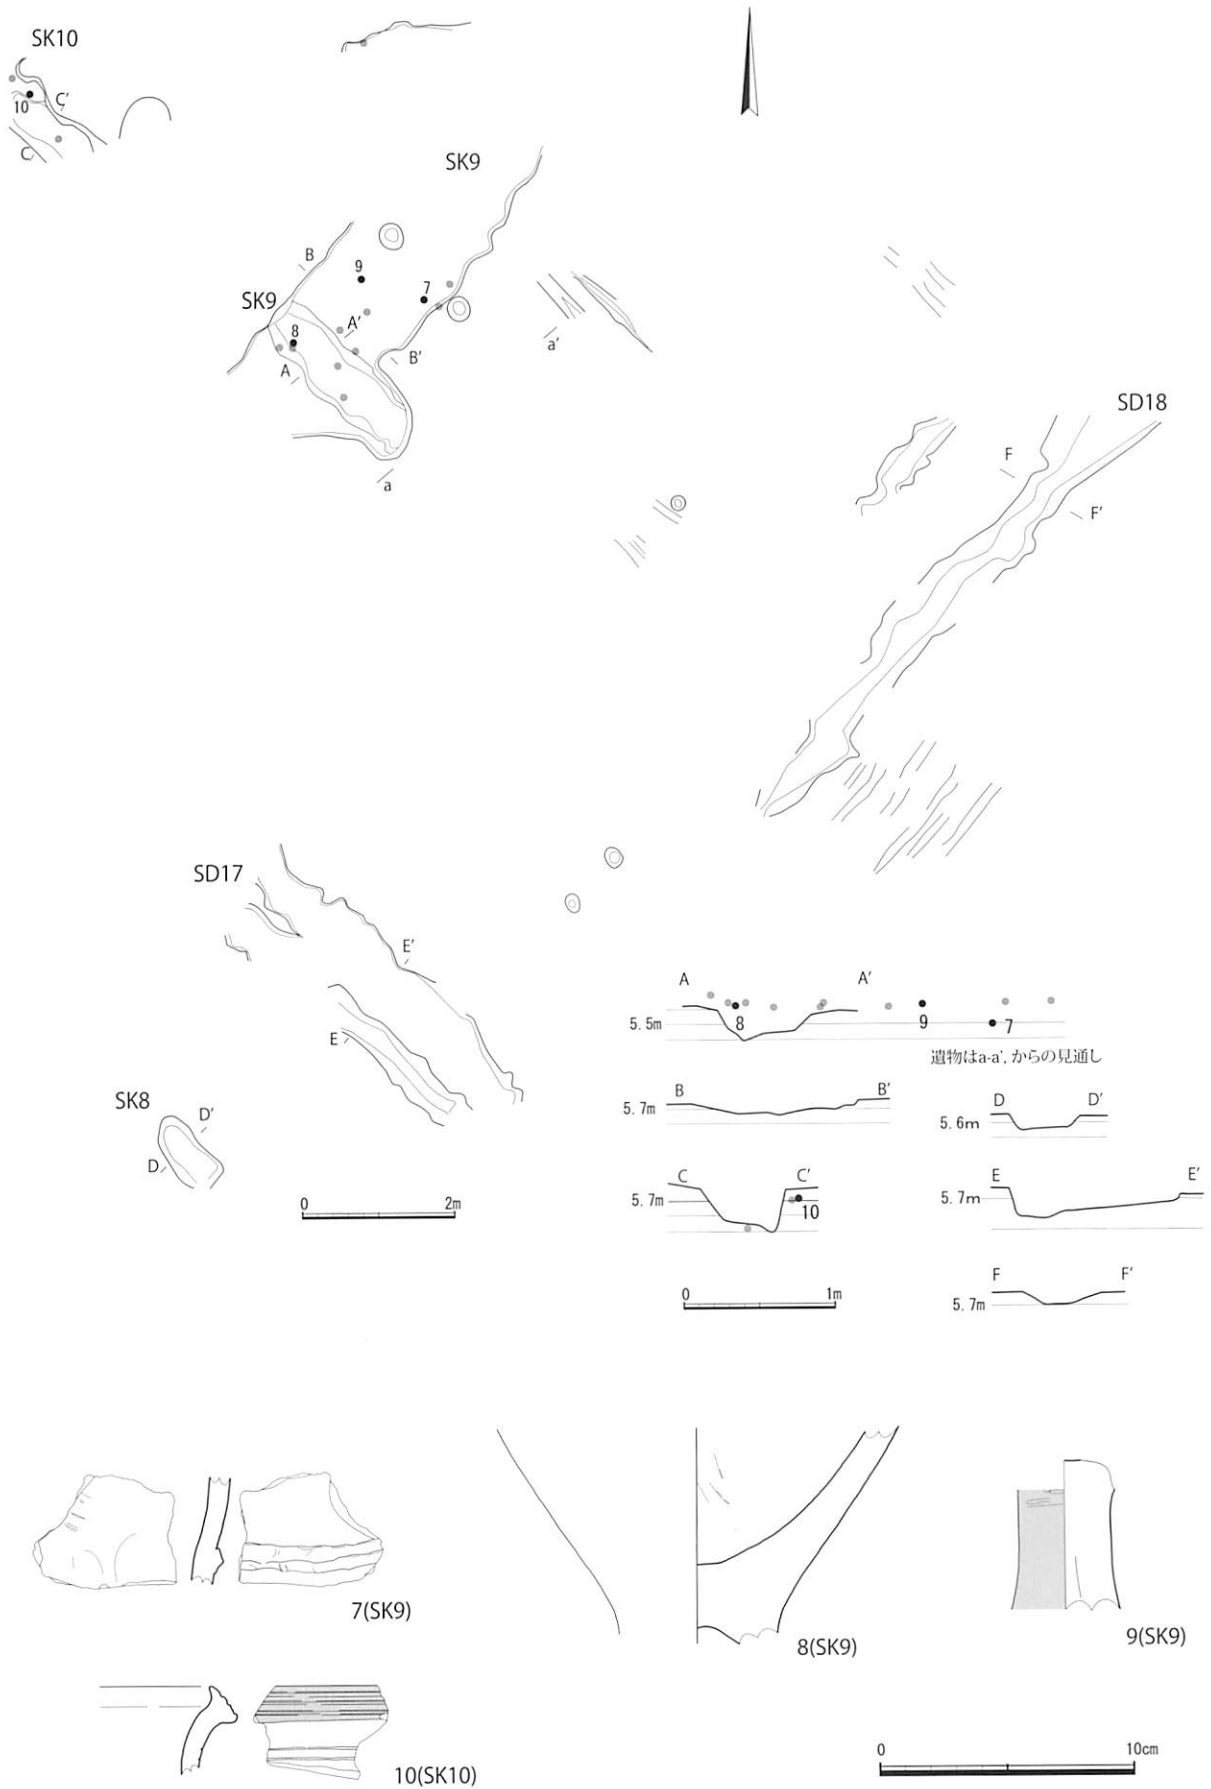 SK10
10
C'
C
SK9
B
9
7
SK9
A'
8
B'
A
a'
a
SD18
F
F'
SD17
E'
E
SK8
D'
D
0 2m
A A'
5.5m 8 9 7
遺物はa-a', からの見通し
B B'
5.7m
D D'
5.6m
C C'
5.7m
10
E E'
5.7m
F F'
5.7m
0 1m
7(SK9)
8(SK9)
9(SK9)
10(SK10)
0 10cm